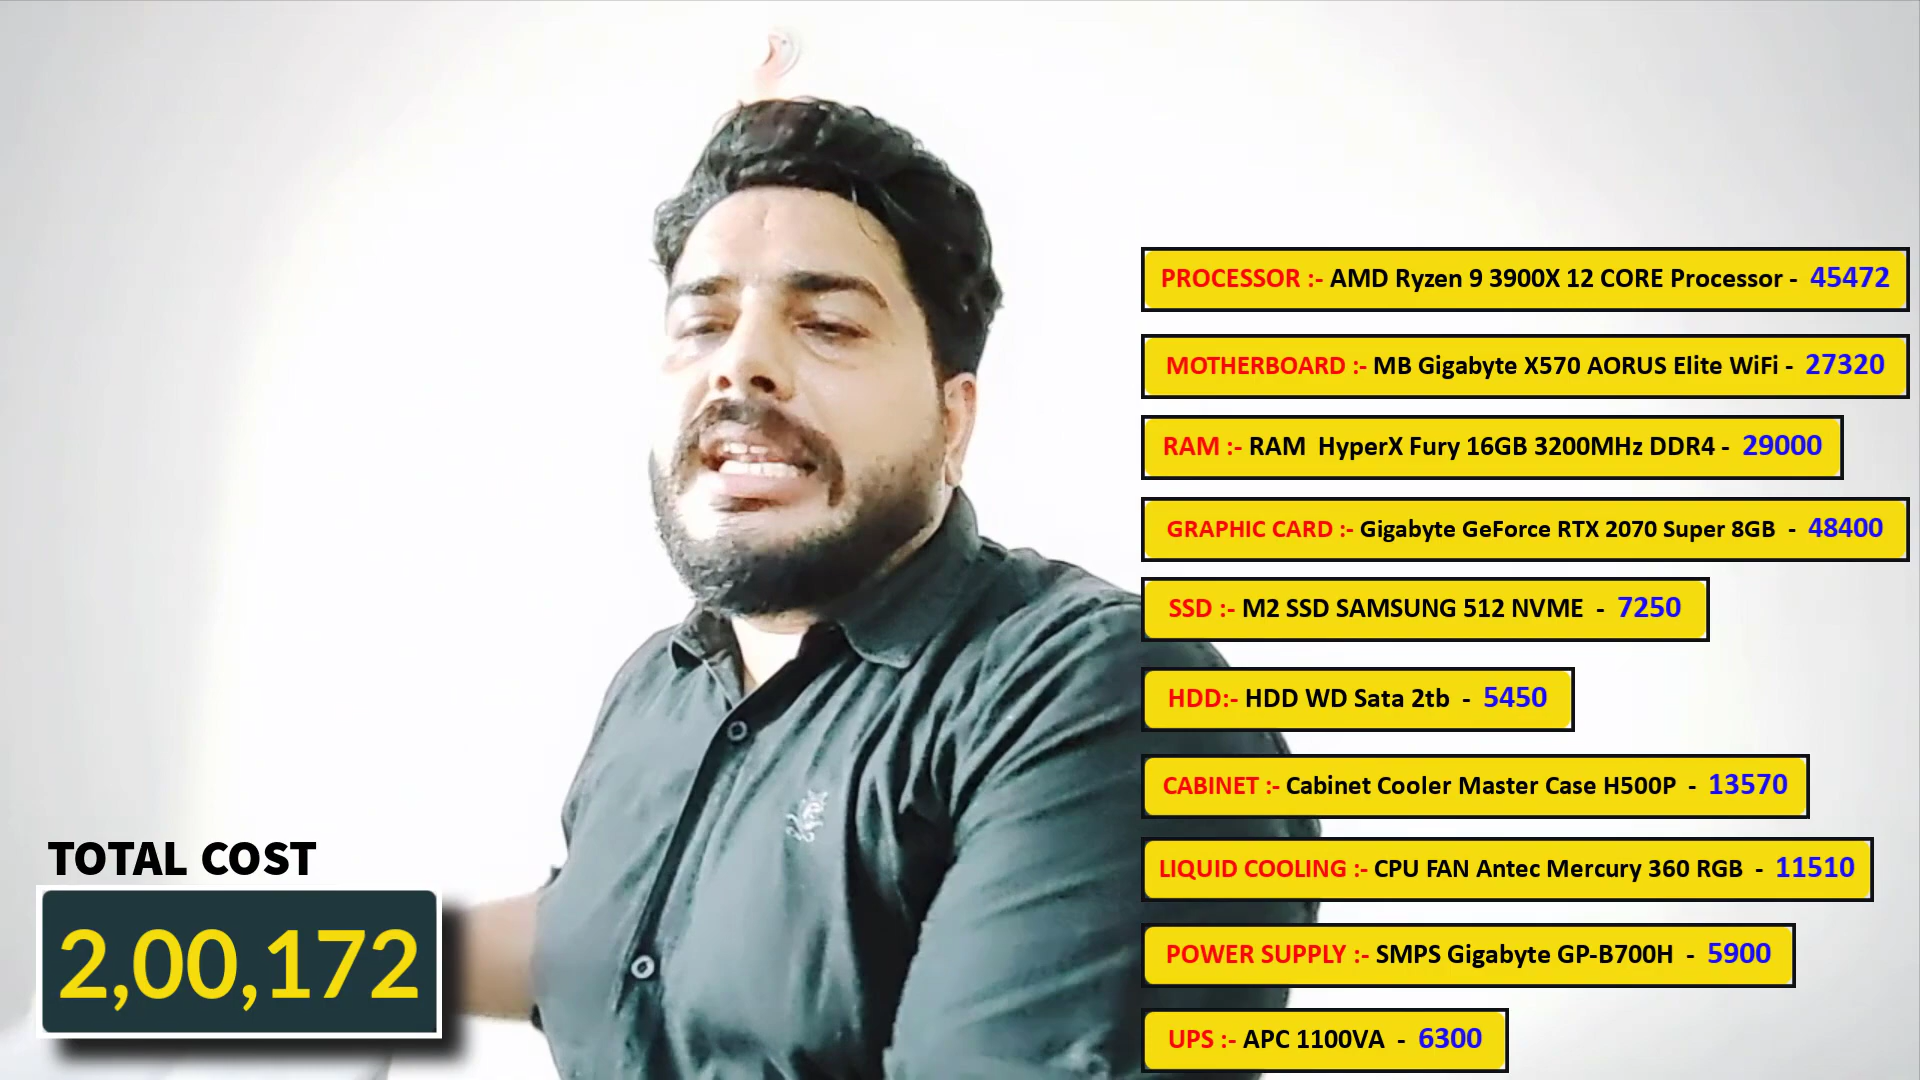 PROCESSOR :- AMD Ryzen 9 3900X 12 CORE Processor - 45472
MOTHERBOARD :- MB Gigabyte X570 AORUS Elite WiFi - 27320
RAM :- RAM HyperX Fury 16GB 3200MHz DDR4 - 29000
GRAPHIC CARD :- Gigabyte GeForce RTX 2070 Super 8GB - 48400
SSD :- M2 SSD SAMSUNG 512 NVME - 7250
HDD:- HDD WD Sata 2tb - 5450
CABINET :- Cabinet Cooler Master Case H500P - 13570
LIQUID COOLING :- CPU FAN Antec Mercury 360 RGB - 11510
POWER SUPPLY :- SMPS Gigabyte GP-B700H - 5900
UPS :- APC 1100VA - 6300
TOTAL COST
2,00,172